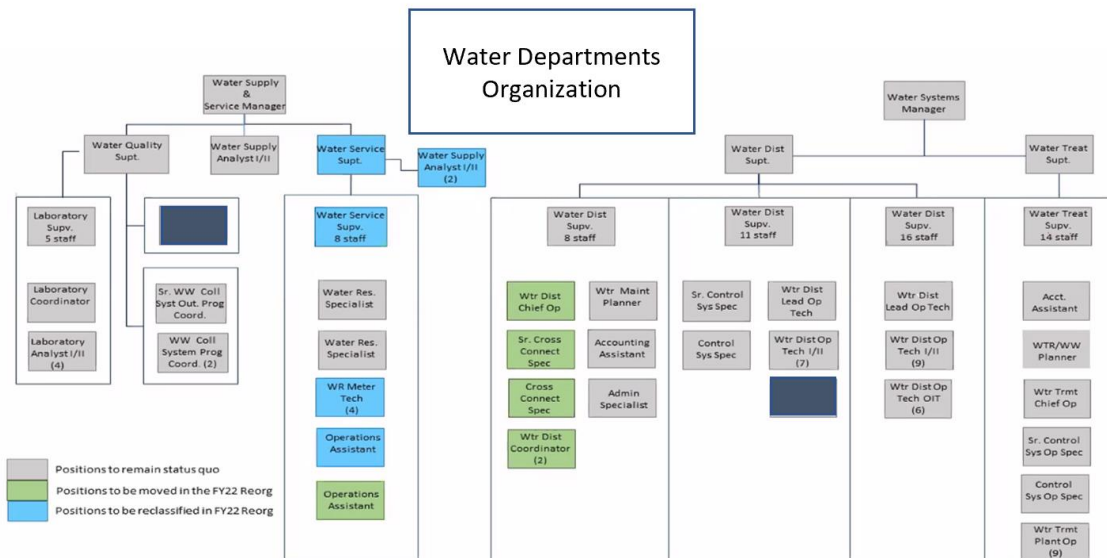 Water Departments
Organization
Water Supply
&
Service Manager
Water Systems
Manager
Water Quality
Supt.
Water Supply
Analyst I/II
Water Service
Supt.
Water Supply
Analyst I/II
(2)
Water Dist
Supt.
Water Treat
Supt.
Laboratory
Supv.
5 staff
Laboratory
Coordinator
Laboratory
Analyst I/II
(4)
Sr. WW Coll
Syst Out. Prog
Coord.
WW Coll
System Prog
Coord. (2)
Water Service
Supv.
8 staff
Water Res.
Specialist
Water Res.
Specialist
WR Meter
Tech
(4)
Operations
Assistant
Operations
Assistant
Water Dist
Supv.
8 staff
Wtr Dist
Chief Op
Sr. Cross
Connect
Spec
Cross
Connect
Spec
Wtr Dist
Coordinator
(2)
Wtr Maint
Planner
Accounting
Assistant
Admin
Specialist
Water Dist
Supv.
11 staff
Sr. Control
Sys Spec
Control
Sys Spec
Wtr Dist
Lead Op
Tech
Wtr Dist Op
Tech I/II
(7)
Water Dist
Supv.
16 staff
Wtr Dist
Lead Op Tech
Wtr Dist Op
Tech I/II
(9)
Wtr Dist Op
Tech OIT
(6)
Water Treat
Supv.
14 staff
Acct.
Assistant
WTR/WW
Planner
Wtr Trmt
Chief Op
Sr. Control
Sys Op Spec
Control
Sys Op Spec
Wtr Trmt
Plant Op
(9)
Positions to remain status quo
Positions to be moved in the FY22 Reorg
Positions to be reclassified in FY22 Reorg